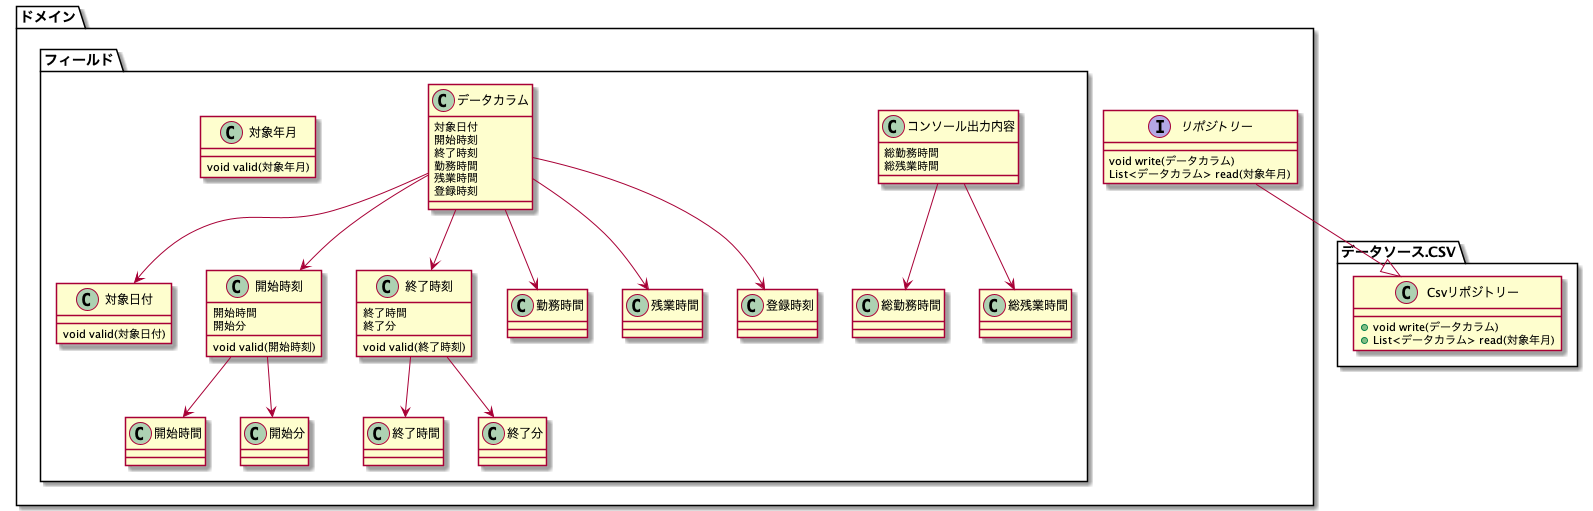 ドメイン
フィールド
C 対象年月
void valid(対象年月)
C データカラム
対象日付
開始時刻
終了時刻
勤務時間
残業時間
登録時刻
C コンソール出力内容
総勤務時間
総残業時間
I リポジトリー
void write(データカラム)
List<データカラム> read(対象年月)
データソース.CSV
C Csvリポジトリー
void write(データカラム)
List<データカラム> read(対象年月)
C 対象日付
void valid(対象日付)
C 開始時刻
開始時間
開始分
void valid(開始時刻)
C 終了時刻
終了時間
終了分
void valid(終了時刻)
C 勤務時間
C 残業時間
C 登録時刻
C 総勤務時間
C 総残業時間
C 開始時間
C 開始分
C 終了時間
C 終了分